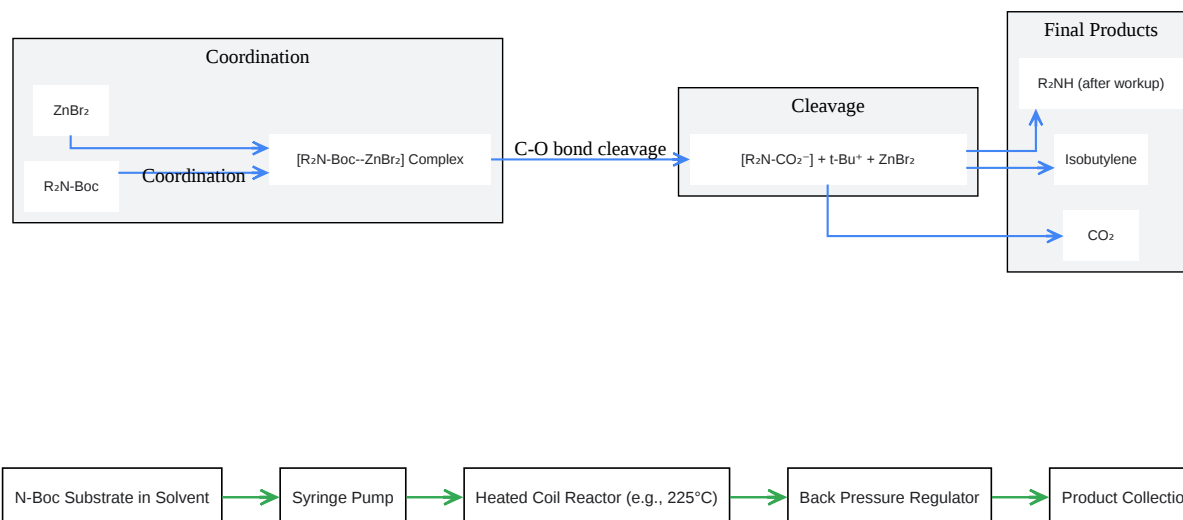 Coordination
ZnBr₂
R₂N-Boc
Coordination
[R₂N-Boc--ZnBr₂] Complex
C-O bond cleavage
Cleavage
[R₂N-CO₂⁻] + t-Bu⁺ + ZnBr₂
Final Products
R₂NH (after workup)
Isobutylene
CO₂
N-Boc Substrate in Solvent
Syringe Pump
Heated Coil Reactor (e.g., 225°C)
Back Pressure Regulator
Product Collectio